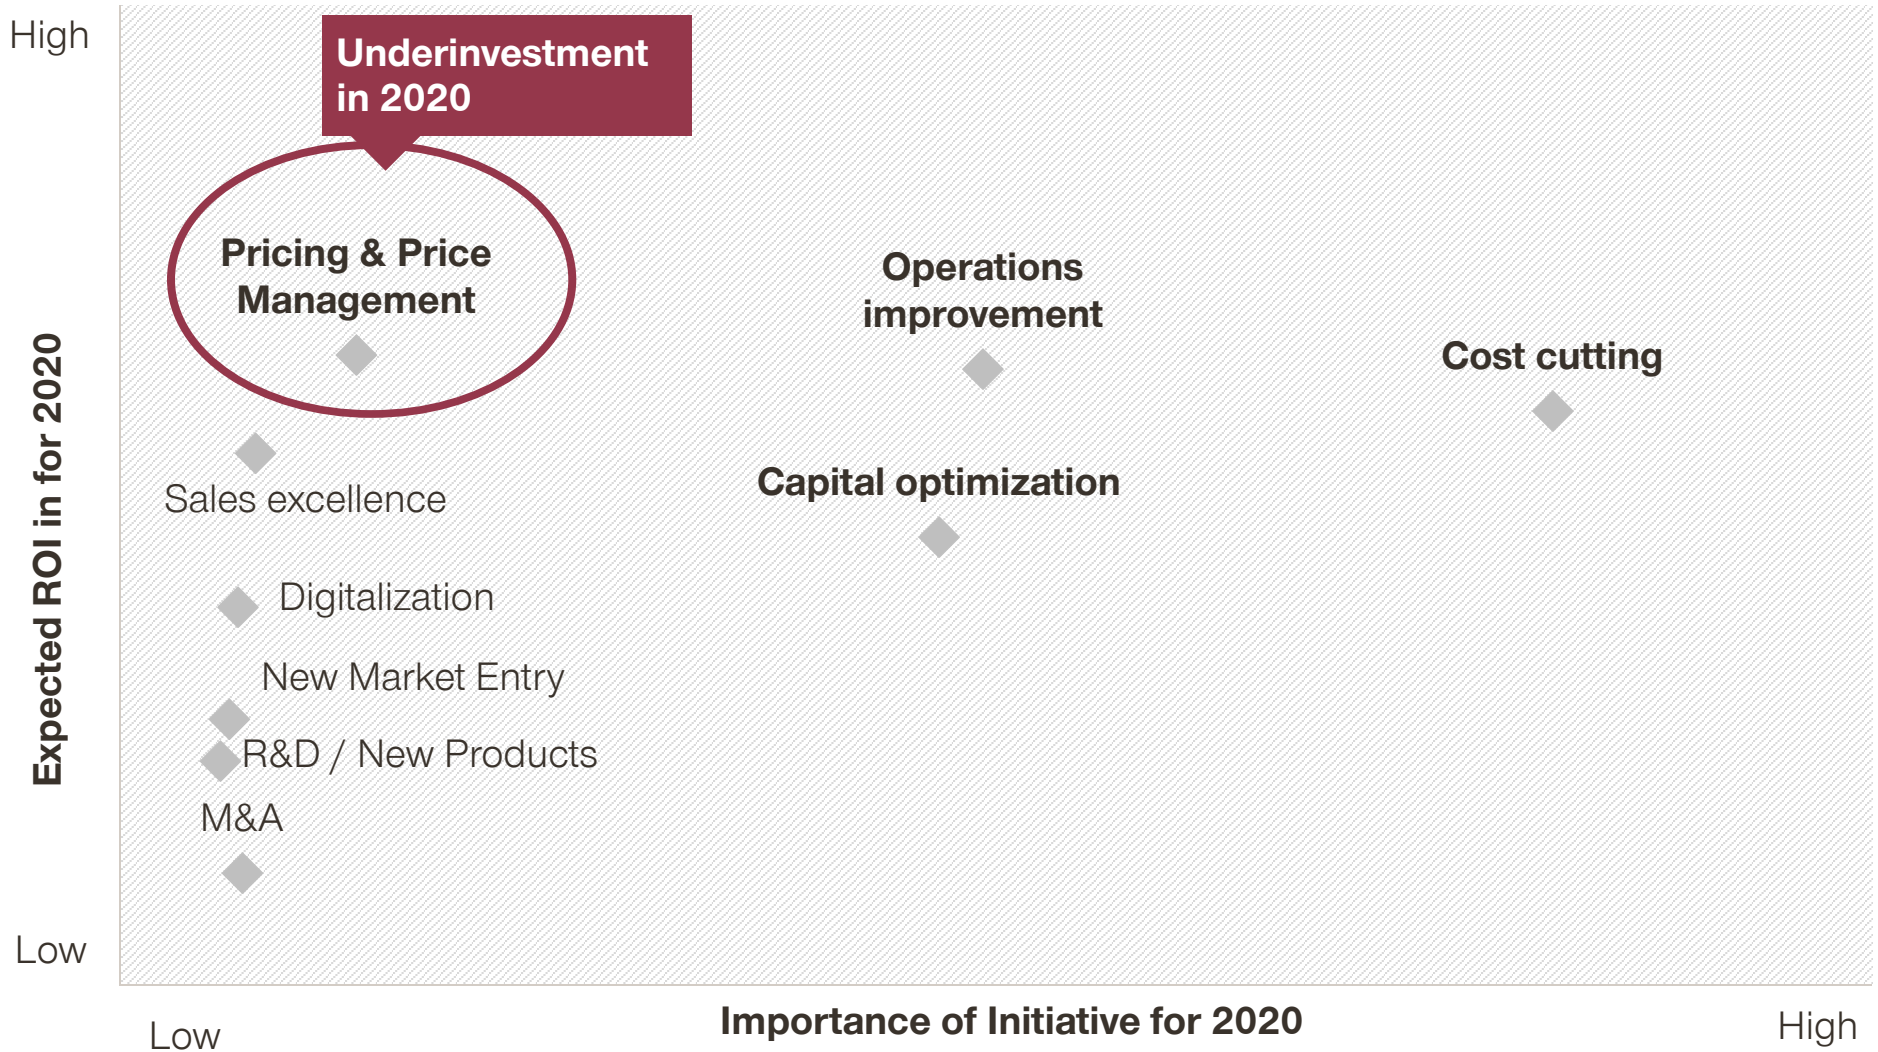 High
Underinvestment
in 2020
Pricing & Price
Management
Operations
improvement
Cost cutting
Sales excellence
Capital optimization
Digitalization
New Market Entry
R&D / New Products
M&A
Expected ROI in for 2020
Low
Low
Importance of Initiative for 2020
High